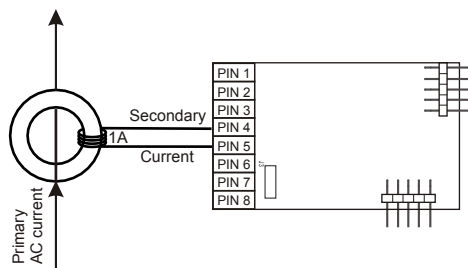 PIN 1
PIN 2
PIN 3
Secondary
PIN 4
1A
Current
PIN 5
PIN 6
J3
PIN 7
PIN 8
Primary
AC current